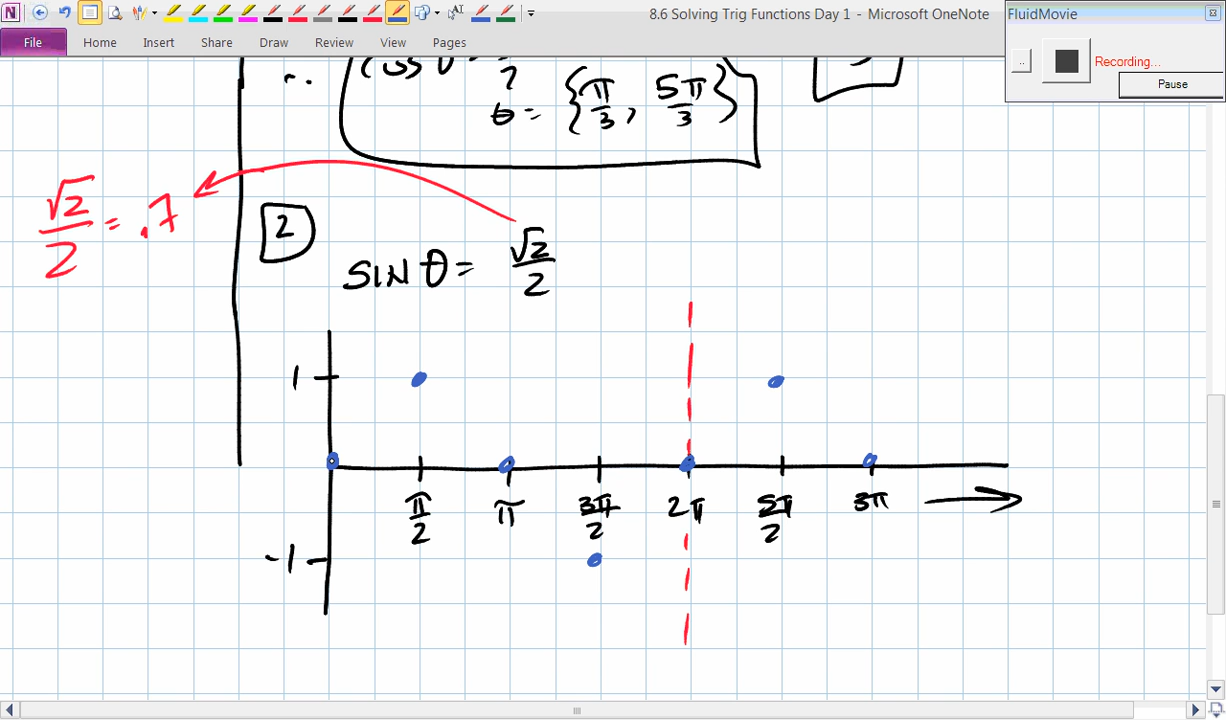 8.6 Solving Trig Functions Day 1 - Microsoft OneNote
FluidMovie
File Home Insert Share Draw Review View Pages
.. Recording...
Pause
θ = {π/3, 5π/3}
√2/2 = .7
2
SIN θ = √2/2
1
π/2 π 3π/2 2π 5π/2 3π
-1